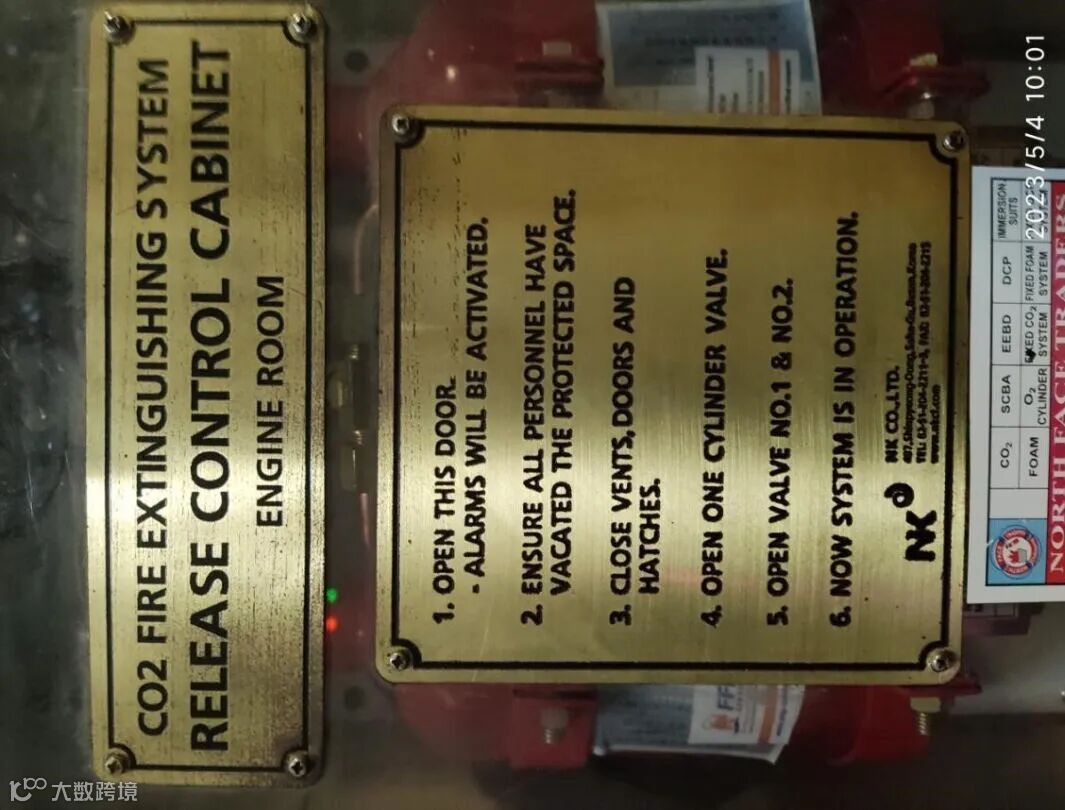 CO2 FIRE EXTINGUISHING SYSTEM
RELEASE CONTROL CABINET
ENGINE ROOM
1. OPEN THIS DOOR.
- ALARMS WILL BE ACTIVATED.
2. ENSURE ALL PERSONNEL HAVE
VACATED THE PROTECTED SPACE.
3. CLOSE VENTS, DOORS AND
HATCHES.
4. OPEN ONE CYLINDER VALVE.
5. OPEN VALVE NO.1 & NO.2.
6. NOW SYSTEM IS IN OPERATION.
NK
NK CO.,LTD.
www.nkcf.com
CO2 SCBA EEBD DCP IMMERSION SUITS
FOAM O2 CYLINDER FIXED CO2 SYSTEM FIXED FOAM SYSTEM
NORTH FACE TRADERS
2023/5/4 10:01
大数跨境